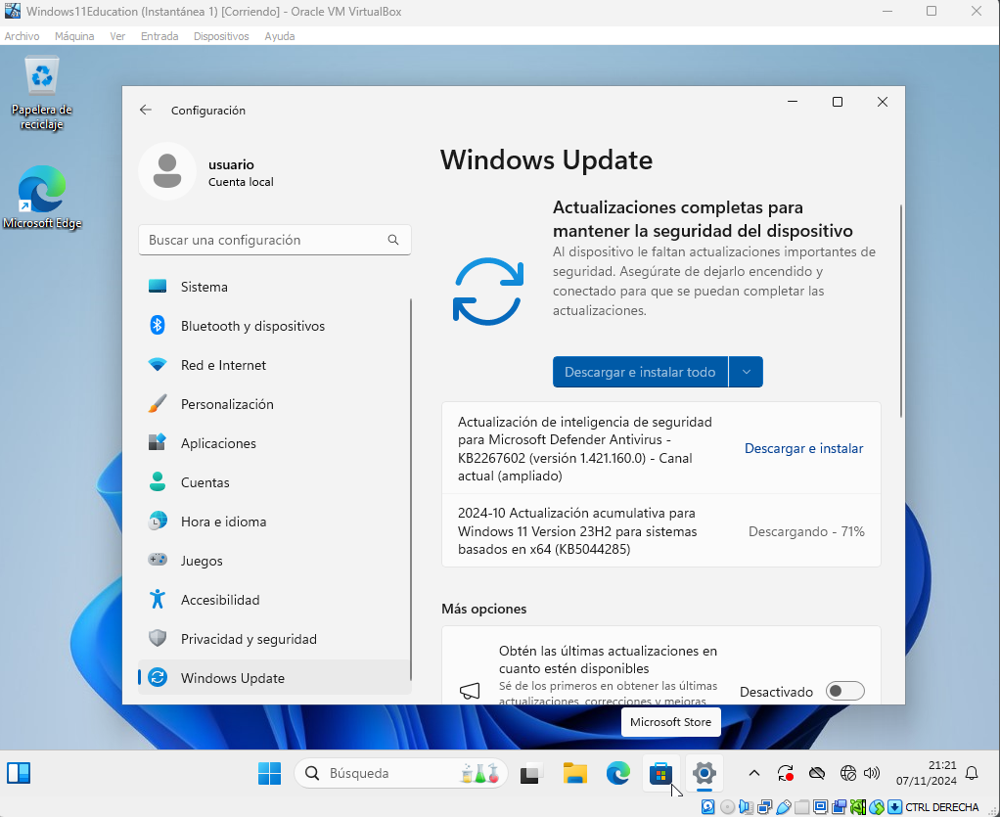 Windows11Education (Instantánea 1) [Corriendo] - Oracle VM VirtualBox
Archivo Máquina Ver Entrada Dispositivos Ayuda
Papelera de
reciclaje
Microsoft Edge
Configuración
usuario
Cuenta local
Buscar una configuración
Sistema
Bluetooth y dispositivos
Red e Internet
Personalización
Aplicaciones
Cuentas
Hora e idioma
Juegos
Accesibilidad
Privacidad y seguridad
Windows Update
Windows Update
Actualizaciones completas para
mantener la seguridad del dispositivo
Al dispositivo le faltan actualizaciones importantes de
seguridad. Asegúrate de dejarlo encendido y
conectado para que se puedan completar las
actualizaciones.
Descargar e instalar todo
Actualización de inteligencia de seguridad
para Microsoft Defender Antivirus -
KB2267602 (versión 1.421.160.0) - Canal
actual (ampliado)
Descargar e instalar
2024-10 Actualización acumulativa para
Windows 11 Version 23H2 para sistemas
basados en x64 (KB5044285)
Descargando - 71%
Más opciones
Obtén las últimas actualizaciones en
cuanto estén disponibles
Sé de los primeros en obtener las últimas
actualizaciones, correcciones y mejoras
Desactivado
Microsoft Store
Búsqueda
21:21
07/11/2024
CTRL DERECHA